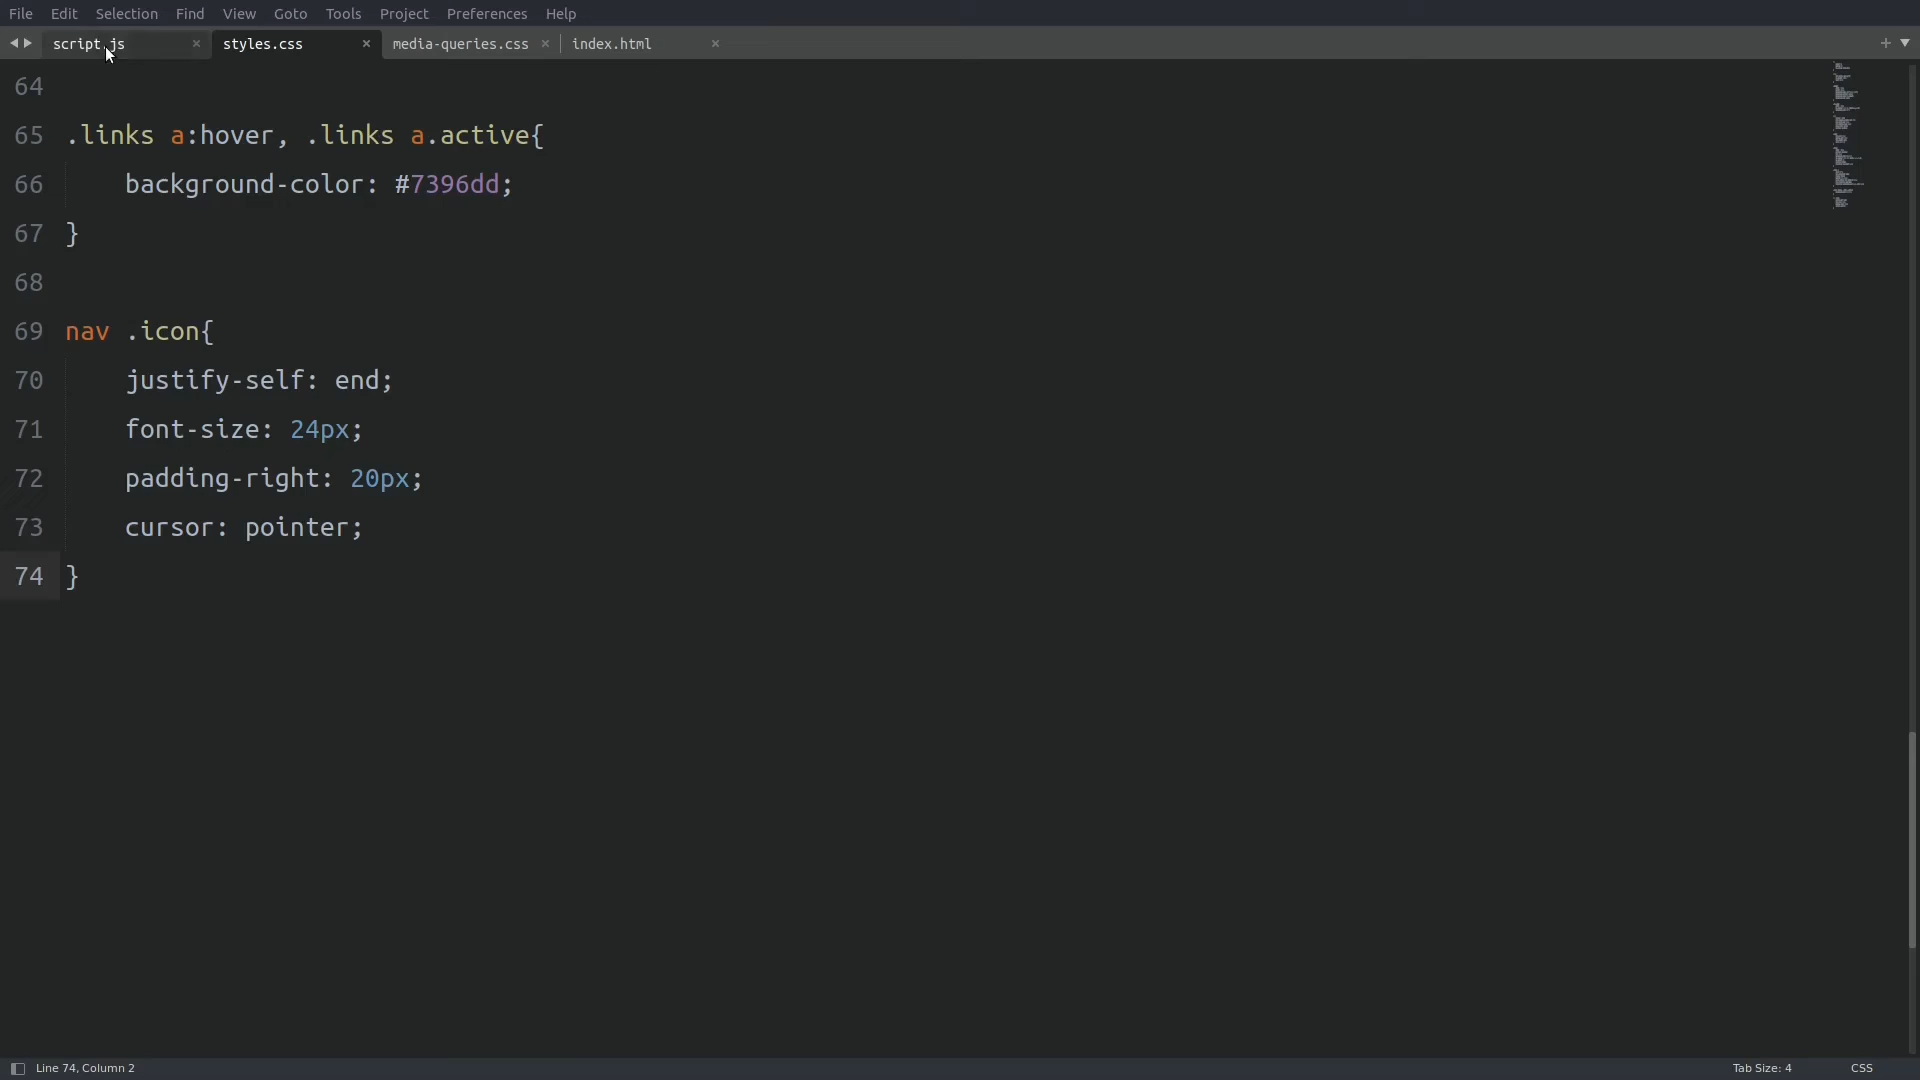 File Edit Selection Find View Goto Tools Project Preferences Help
script.js × styles.css × media-queries.css × index.html ×
64
65 .links a:hover, .links a.active{
66 background-color: #7396dd;
67 }
68
69 nav .icon{
70 justify-self: end;
71 font-size: 24px;
72 padding-right: 20px;
73 cursor: pointer;
74 }
Line 74, Column 2 Tab Size: 4 CSS